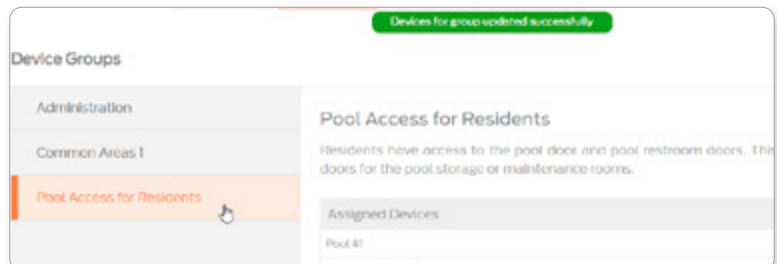 Devices for group updated successfully
Device Groups
Administration
Common Areas 1
Pool Access for Residents
Pool Access for Residents
Residents have access to the pool door and pool restroom doors. This
doors for the pool storage or maintenance rooms.
Assigned Devices
Pool #1